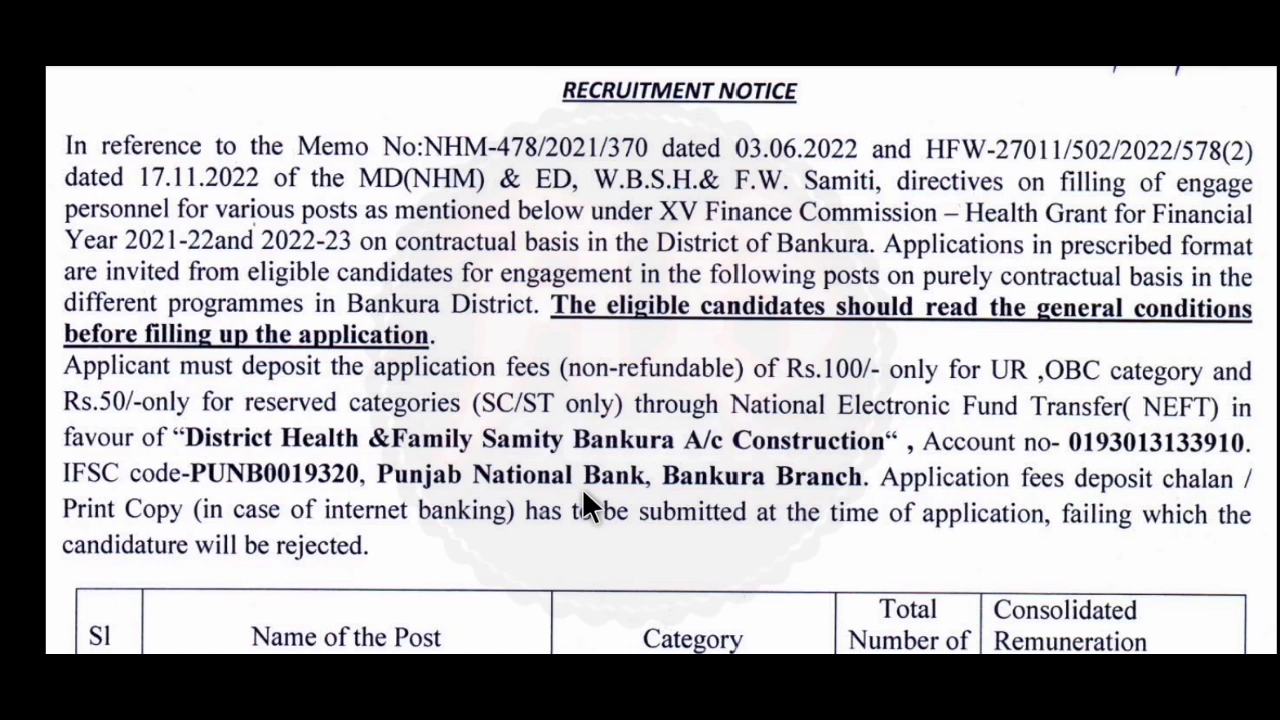 RECRUITMENT NOTICE
In reference to the Memo No:NHM-478/2021/370 dated 03.06.2022 and HFW-27011/502/2022/578(2)
dated 17.11.2022 of the MD(NHM) & ED, W.B.S.H.& F.W. Samiti, directives on filling of engage
personnel for various posts as mentioned below under XV Finance Commission – Health Grant for Financial
Year 2021-22and 2022-23 on contractual basis in the District of Bankura. Applications in prescribed format
are invited from eligible candidates for engagement in the following posts on purely contractual basis in the
different programmes in Bankura District. The eligible candidates should read the general conditions
before filling up the application.
Applicant must deposit the application fees (non-refundable) of Rs.100/- only for UR ,OBC category and
Rs.50/-only for reserved categories (SC/ST only) through National Electronic Fund Transfer( NEFT) in
favour of “District Health &Family Samity Bankura A/c Construction“ , Account no- 0193013133910.
IFSC code-PUNB0019320, Punjab National Bank, Bankura Branch. Application fees deposit chalan /
Print Copy (in case of internet banking) has to be submitted at the time of application, failing which the
candidature will be rejected.
Sl Name of the Post Category Total Number of Consolidated Remuneration